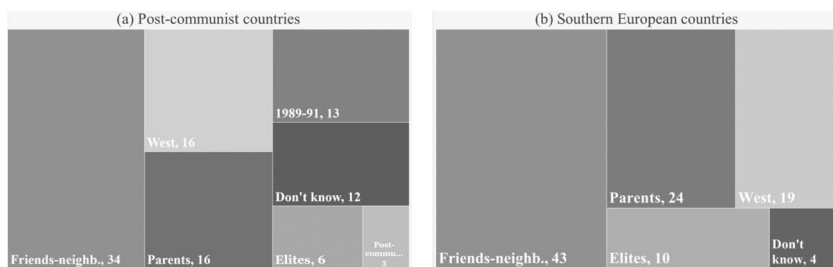 (a) Post-communist countries
(b) Southern European countries
1989-91, 13
West, 16
Don't know, 12
Friends-neighb., 34
Parents, 16
Elites, 6
Post-
commu...
3
Parents, 24
West, 19
Friends-neighb., 43
Elites, 10
Don't
know, 4